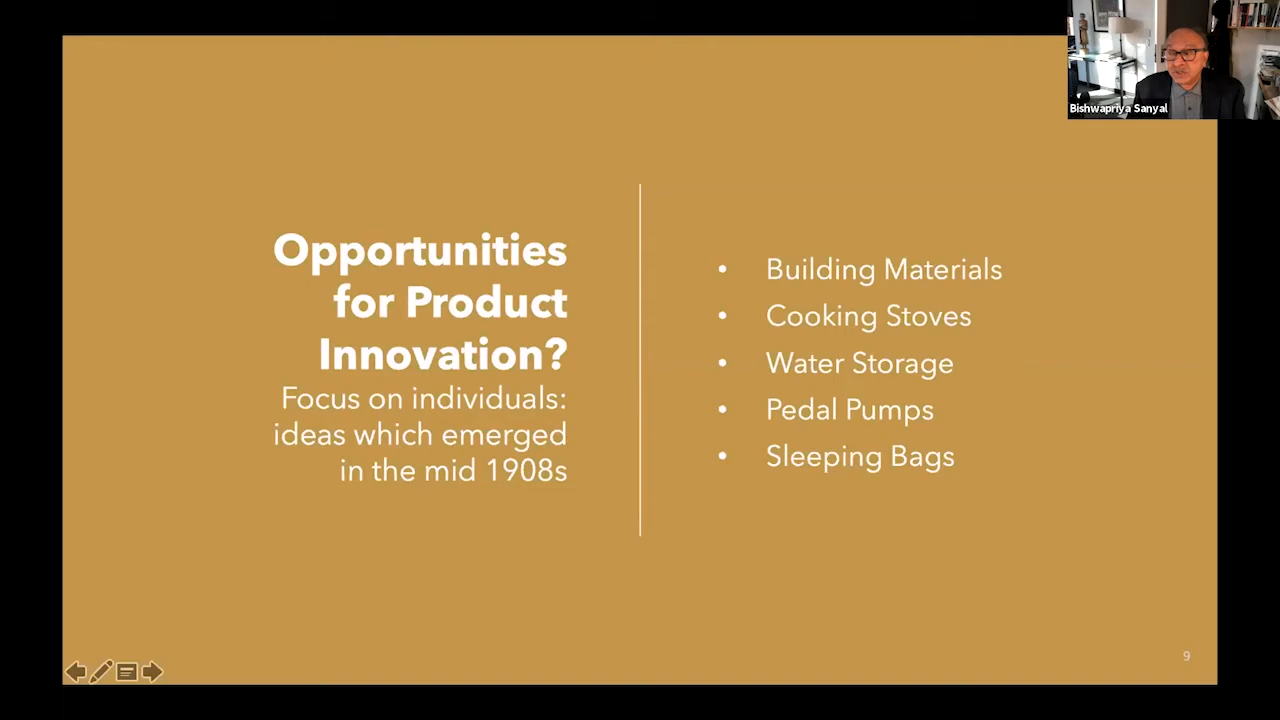 Bishwapriya Sanyal
Opportunities
for Product
Innovation?
Focus on individuals:
ideas which emerged
in the mid 1908s
• Building Materials
• Cooking Stoves
• Water Storage
• Pedal Pumps
• Sleeping Bags
9